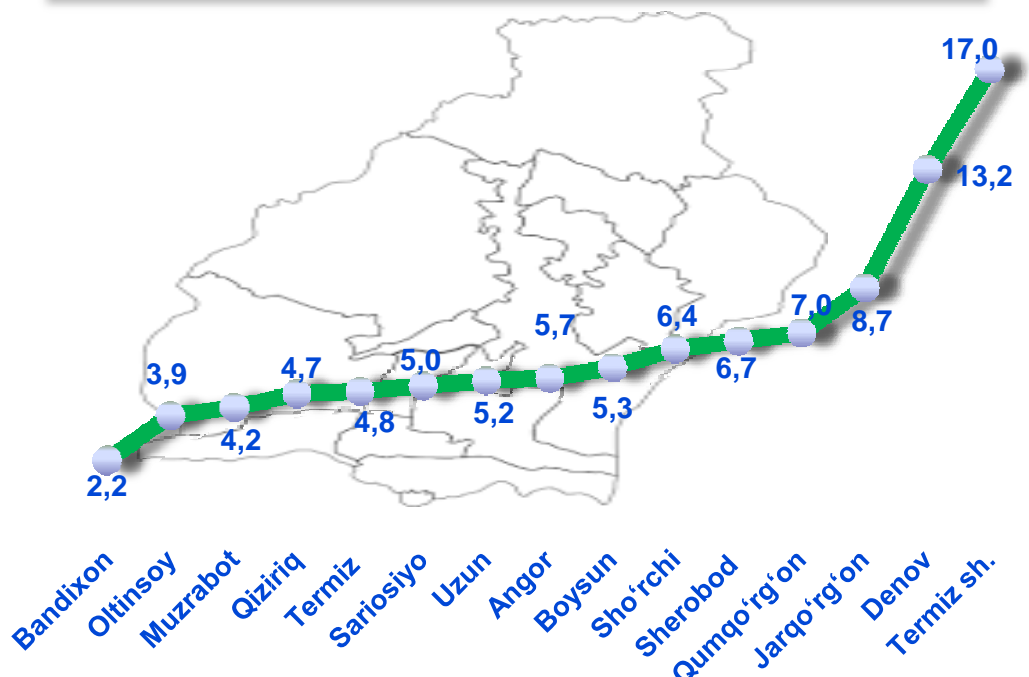 17,0
13,2
7,0
8,7
6,4
6,7
5,7
5,3
5,0
5,2
4,7
4,8
3,9
4,2
2,2
Bandixon
Oltinsoy
Muzrabot
Qiziriq
Termiz
Sariosiyo
Uzun
Angor
Boysun
Sho‘rchi
Sherobod
Qumqo‘rg‘on
Jarqo‘rg‘on
Denov
Termiz sh.